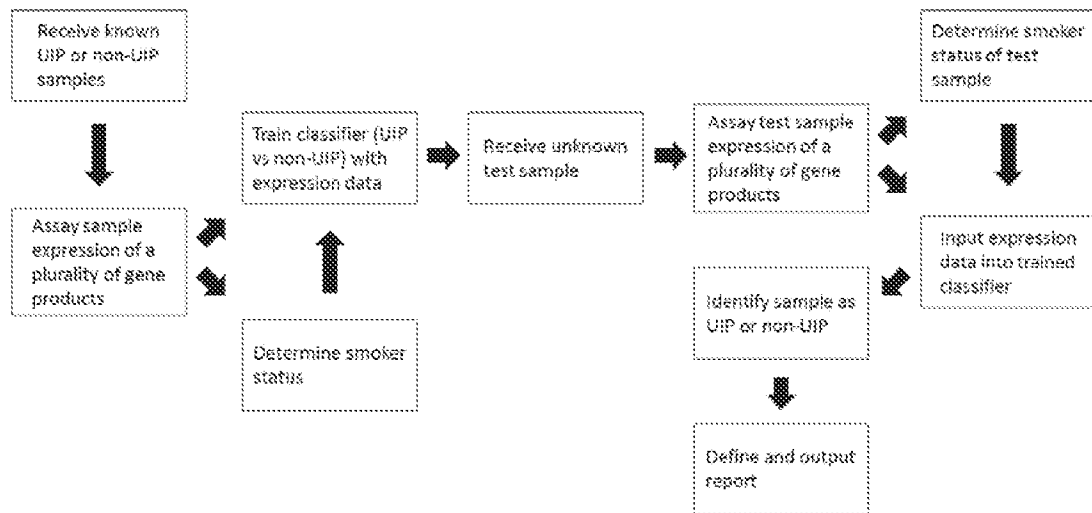 Receive known
UIP or non-UIP
samples
Assay sample
expression of a
plurality of gene
products
Train classifier (UIP
vs non-UIP) with
expression data
Determine smoker
status
Receive unknown
test sample
Assay test sample
expression of a
plurality of gene
products
Determine smoker
status of test
sample
Input expression
data into trained
classifier
Identify sample as
UIP or non-UIP
Define and output
report